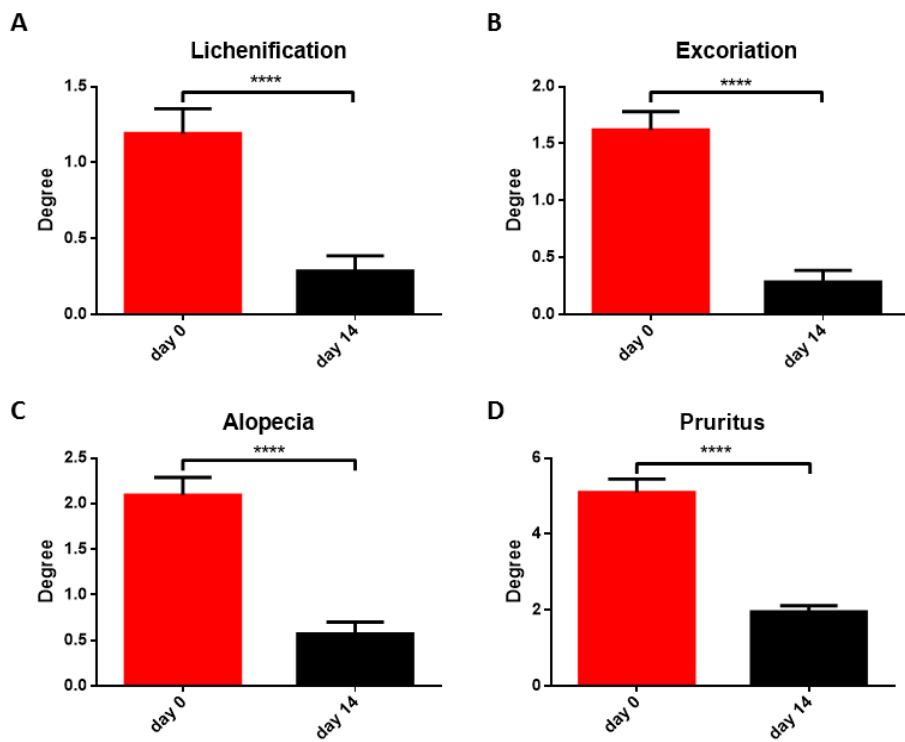 A
Lichenification
****
Degree
1.5
1.0
0.5
0.0
day 0
day 14
B
Excoriation
****
Degree
2.0
1.5
1.0
0.5
0.0
day 0
day 14
C
Alopecia
****
Degree
2.5
2.0
1.5
1.0
0.5
0.0
day 0
day 14
D
Pruritus
****
Degree
6
4
2
0
day 0
day 14